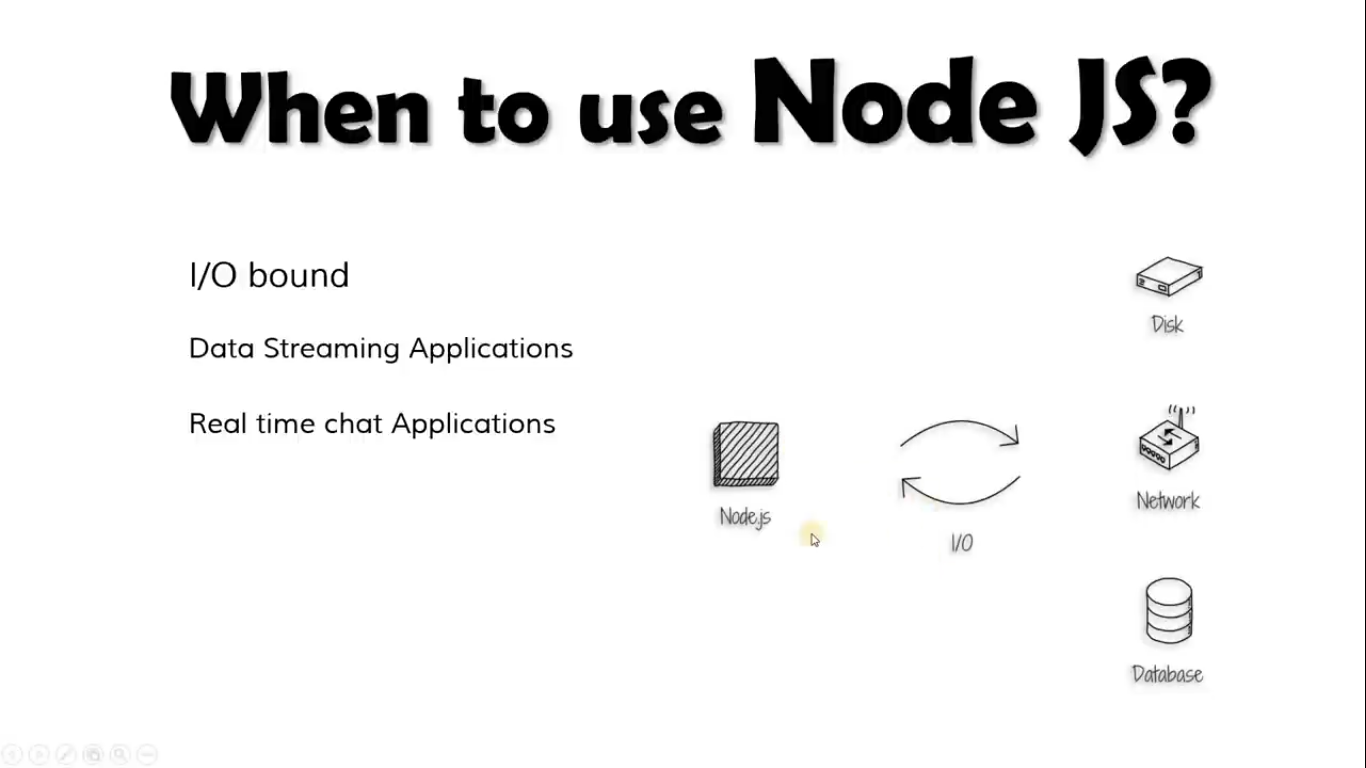 When to use Node JS?
I/O bound
Data Streaming Applications
Real time chat Applications
Disk
Node.js
I/O
Network
Database